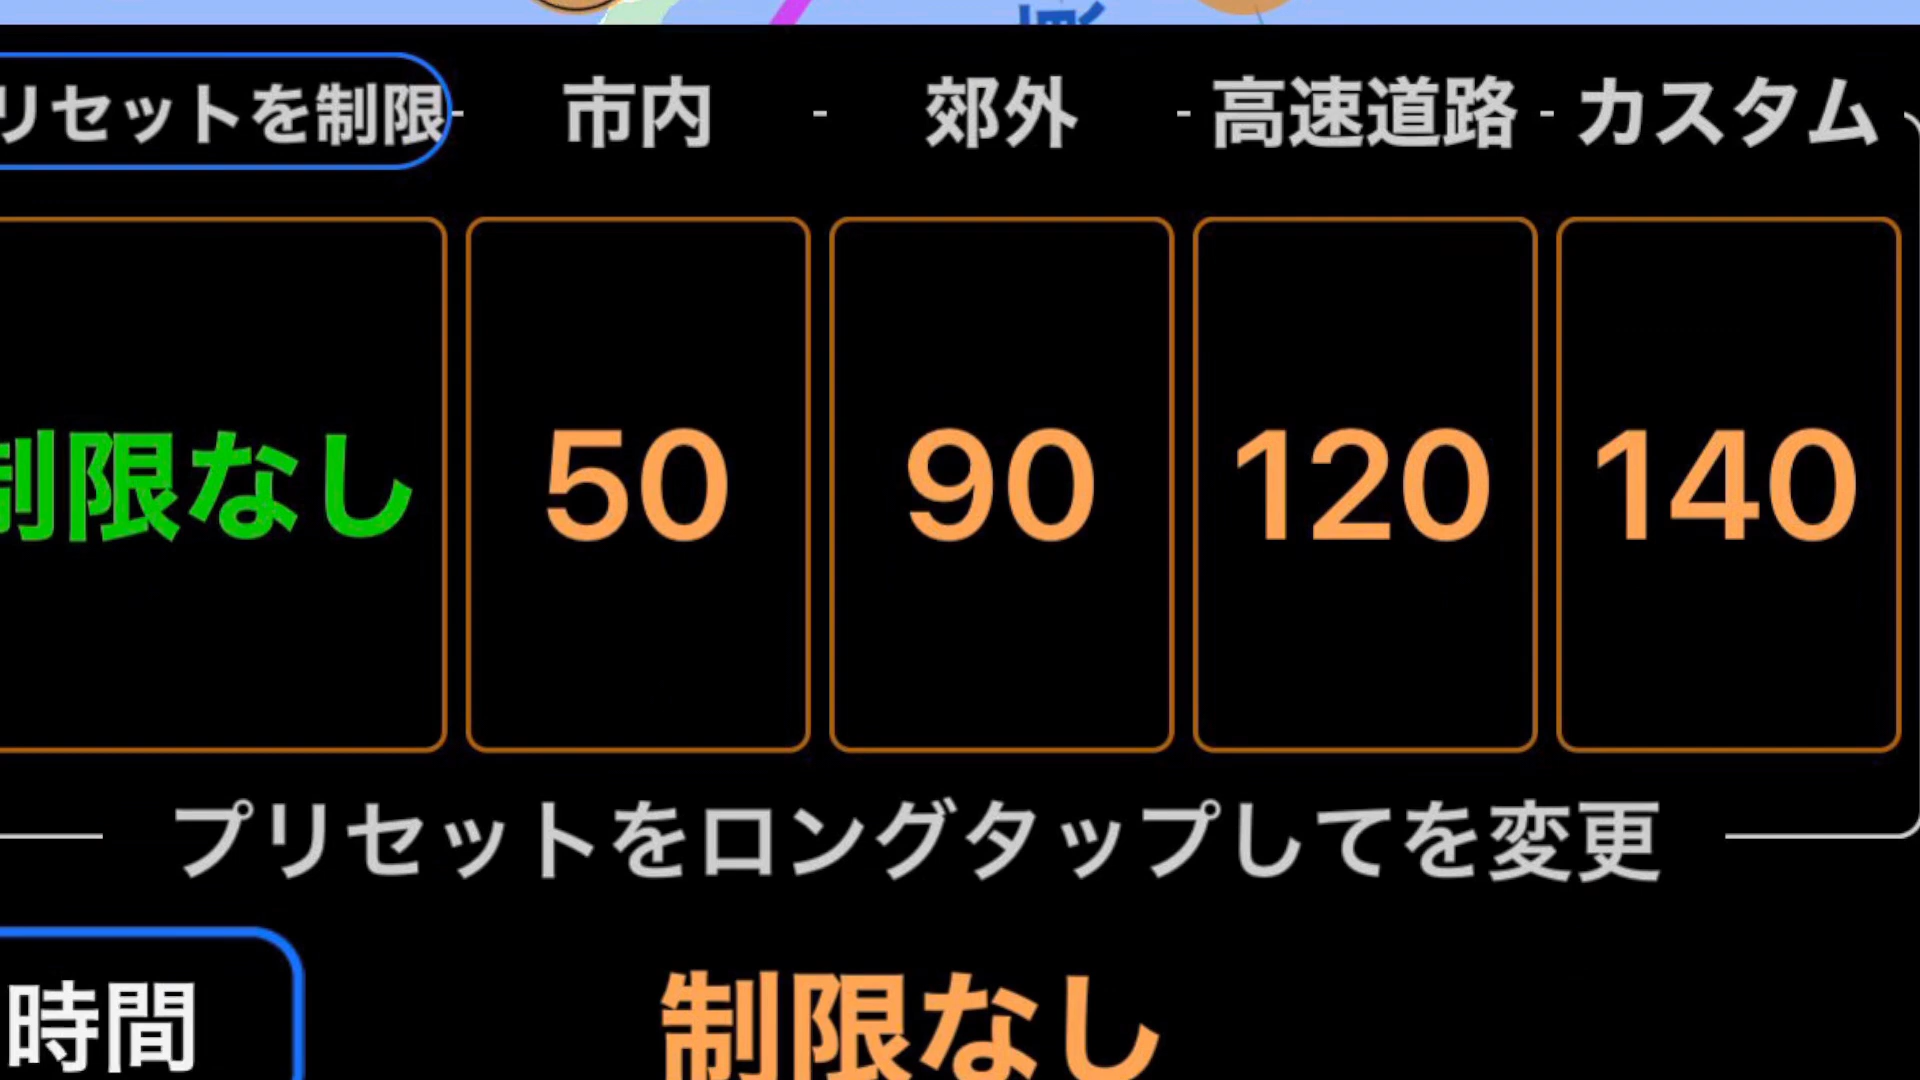 リセットを制限 - 市内 - 郊外 - 高速道路 - カスタム
制限なし 50 90 120 140
プリセットをロングタップしてを変更
時間 制限なし